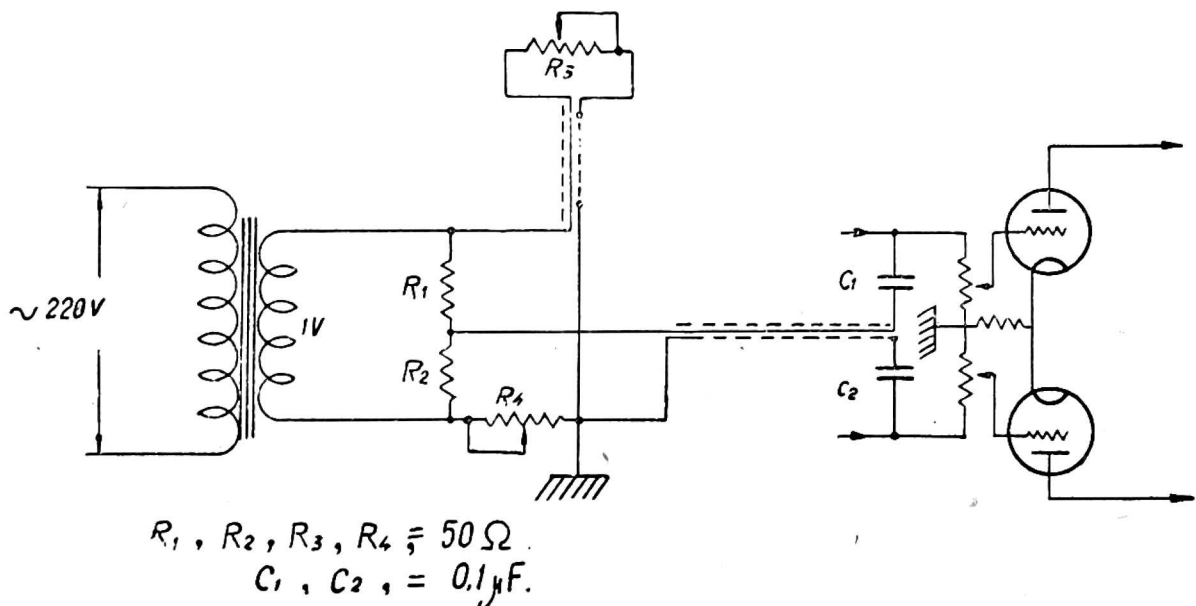 R₃
~ 220V
1V
R₁
R₂
R₄
C₁
C₂
R₁ , R₂ , R₃ , R₄ , = 50 Ω .
C₁ , C₂ , = 0.1 μF.